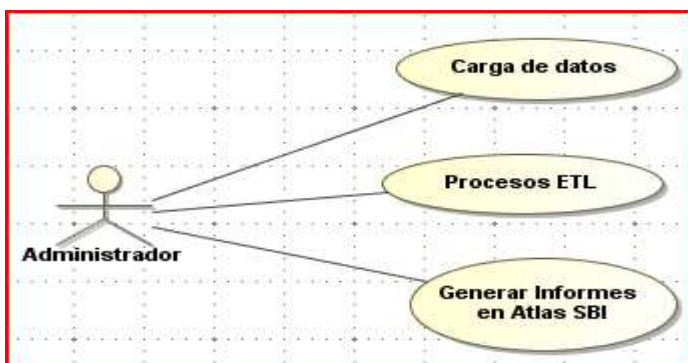 Carga de datos
Procesos ETL
Administrador
Generar Informes
en Atlas SBI